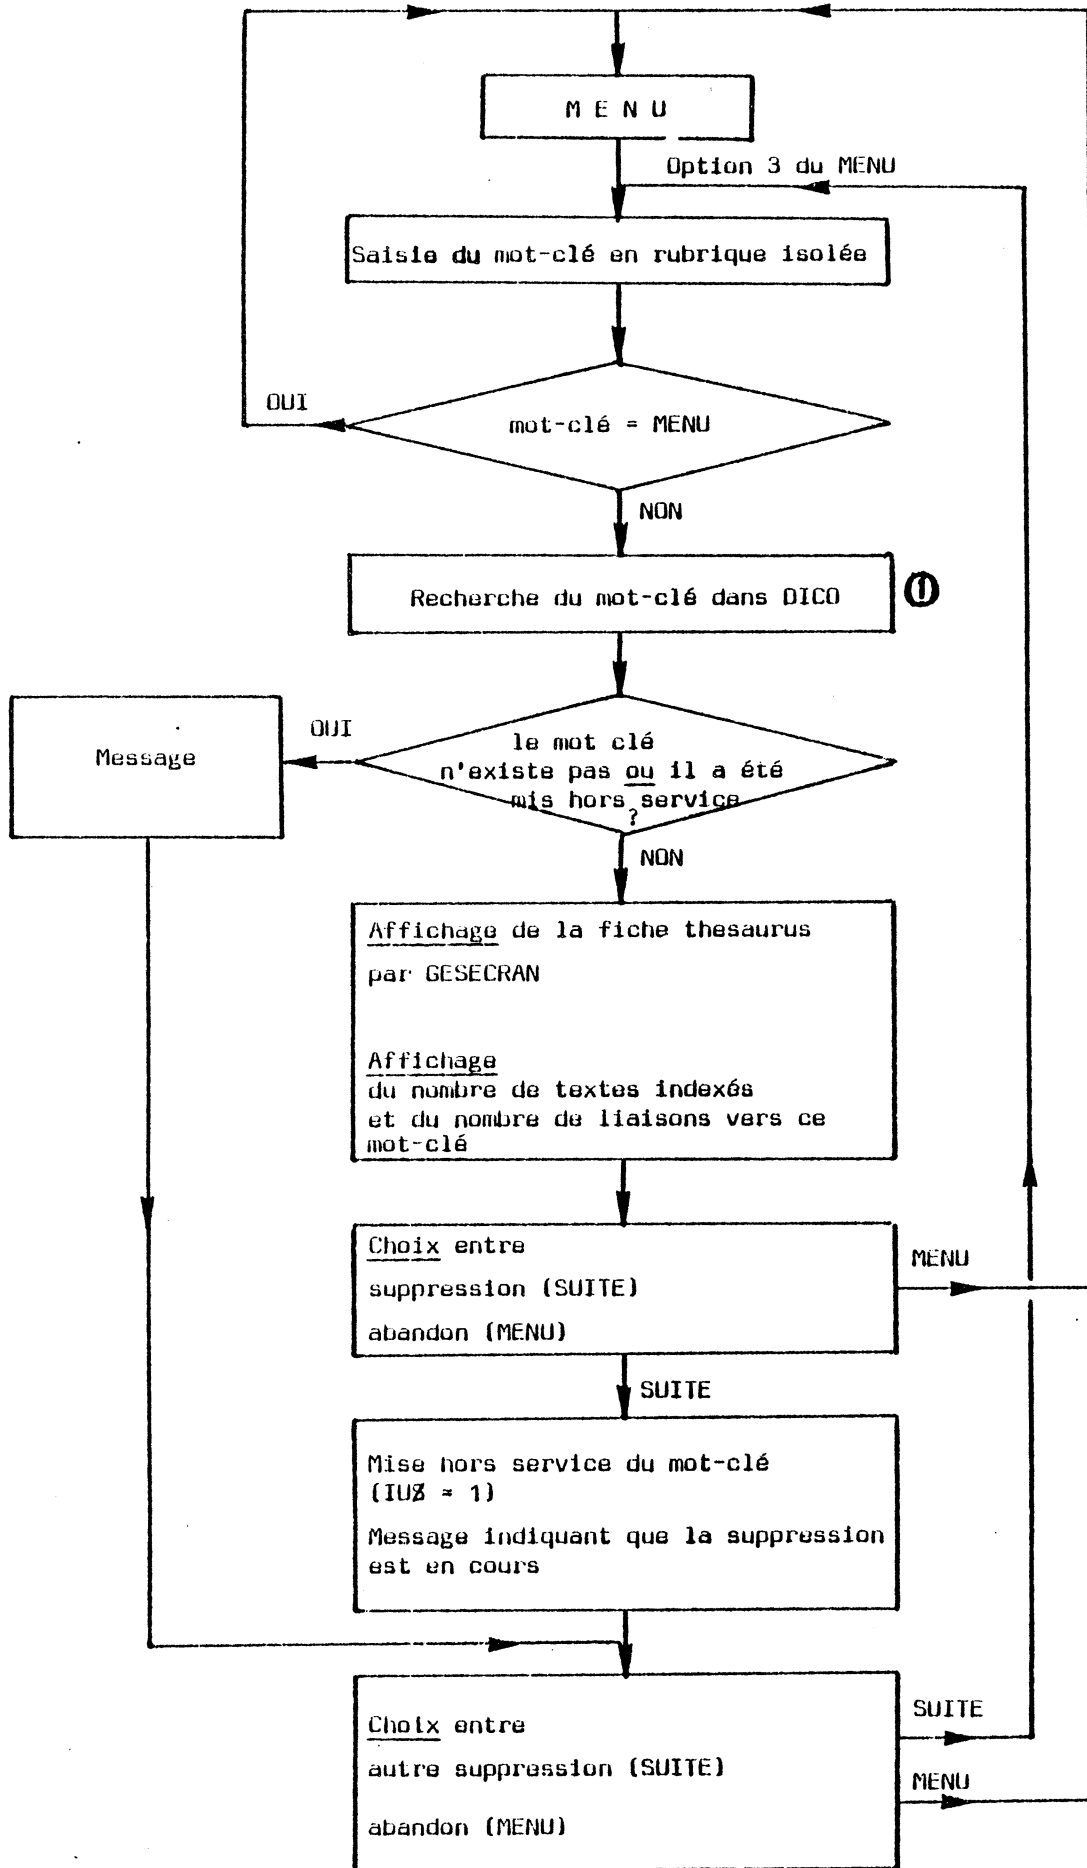 M E N U
Option 3 du MENU
Saisie du mot-clé en rubrique isolée
OUI
mot-clé = MENU
NON
Recherche du mot-clé dans DICO
①
OUI
Message
le mot clé
n'existe pas ou il a été
mis hors service
?
NON
Affichage de la fiche thesaurus
par GESECRAN
Affichage
du nombre de textes indexés
et du nombre de liaisons vers ce
mot-clé
Choix entre
suppression (SUITE)
abandon (MENU)
MENU
SUITE
Mise hors service du mot-clé
(IU% = 1)
Message indiquant que la suppression
est en cours
Choix entre
autre suppression (SUITE)
abandon (MENU)
SUITE
MENU